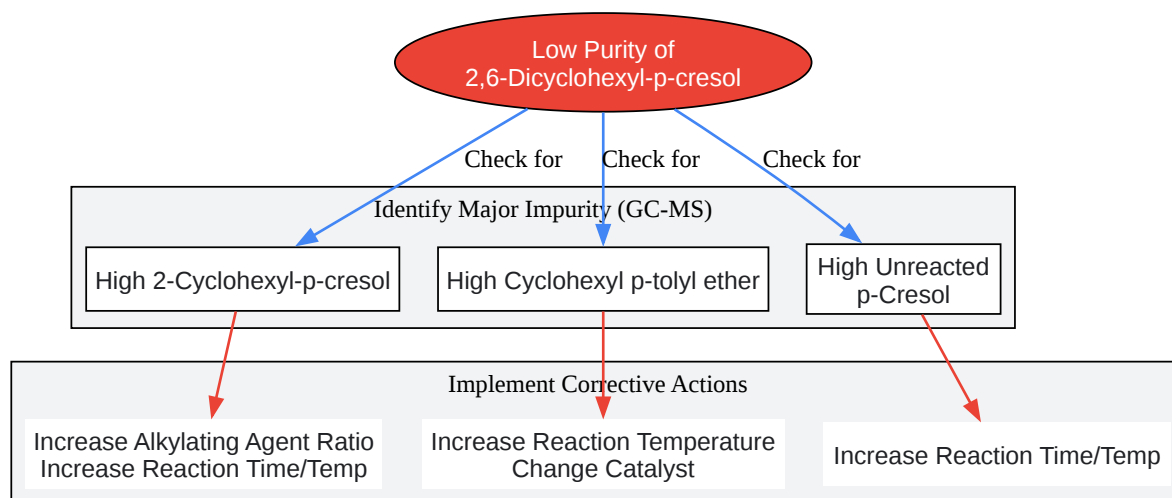 Low Purity of
2,6-Dicyclohexyl-p-cresol
Check for
Check for
Check for
Identify Major Impurity (GC-MS)
High 2-Cyclohexyl-p-cresol
High Cyclohexyl p-tolyl ether
High Unreacted
p-Cresol
Implement Corrective Actions
Increase Alkylating Agent Ratio
Increase Reaction Time/Temp
Increase Reaction Temperature
Change Catalyst
Increase Reaction Time/Temp